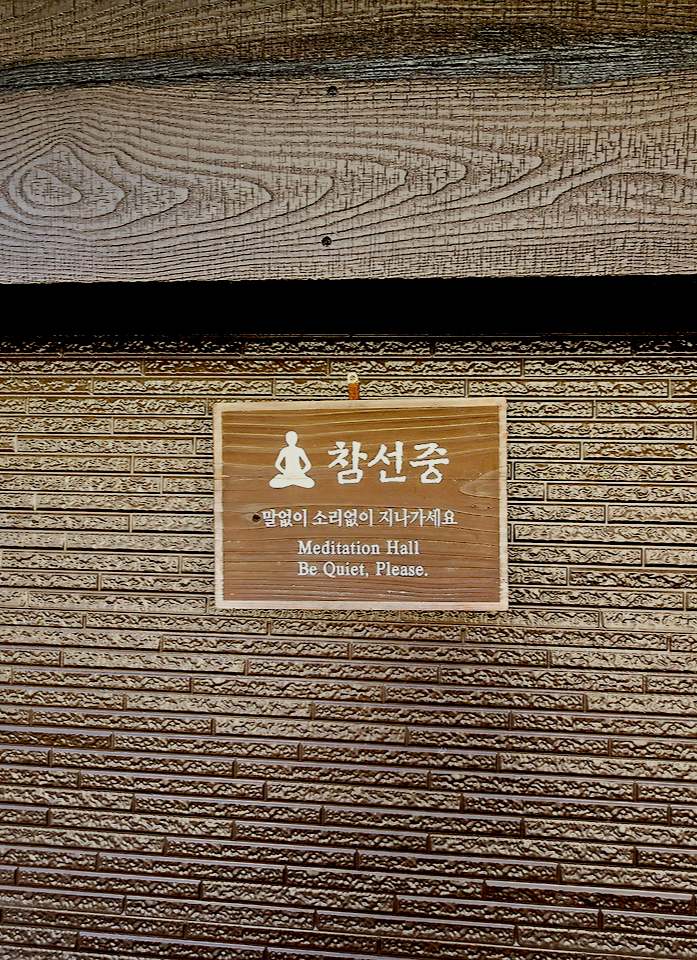 참선중
말없이 소리없이 지나가세요
Meditation Hall
Be Quiet, Please.